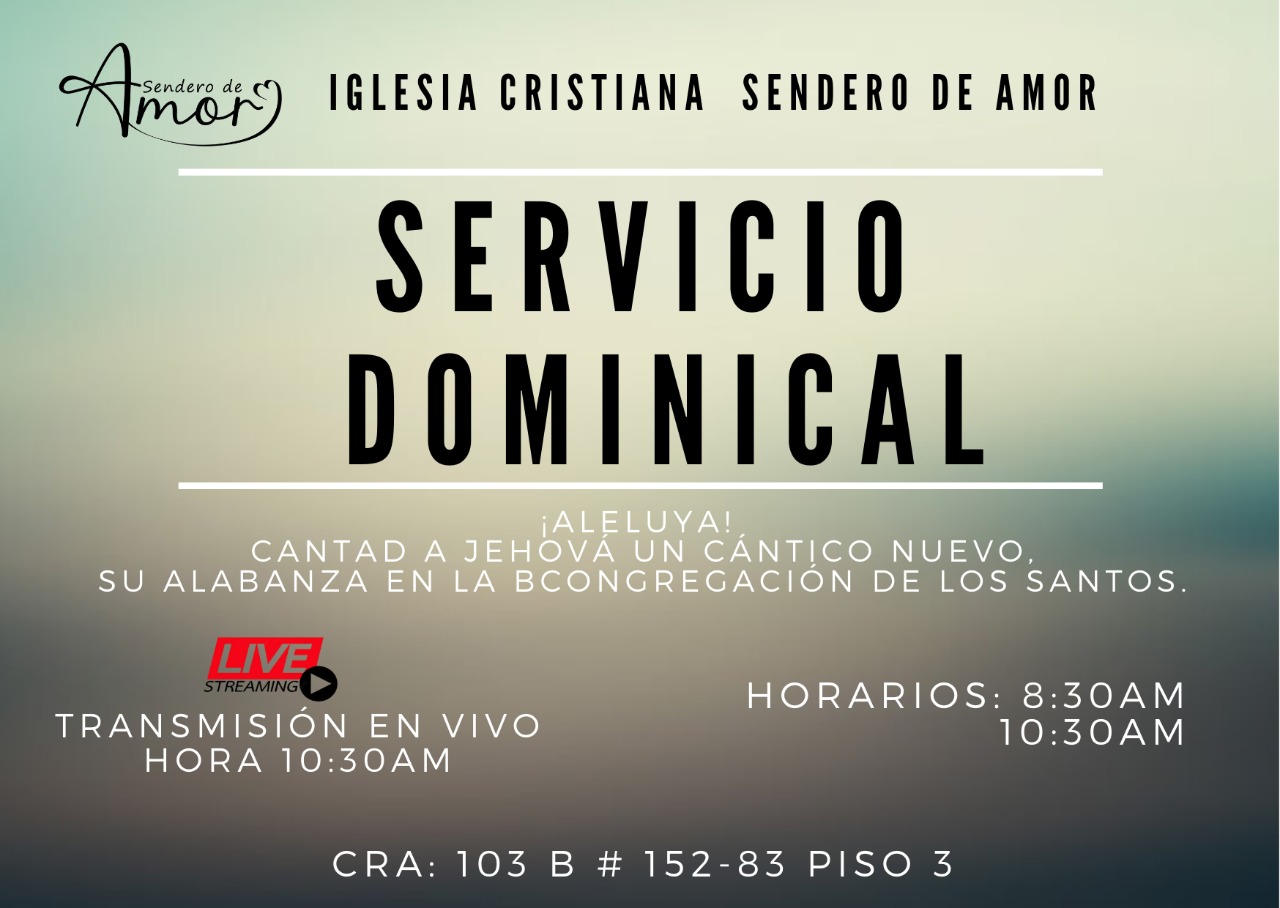 Sendero de
Amor
IGLESIA CRISTIANA SENDERO DE AMOR
SERVICIO
DOMINICAL
¡ALELUYA!
CANTAD A JEHOVÁ UN CÁNTICO NUEVO,
SU ALABANZA EN LA BCONGREGACIÓN DE LOS SANTOS.
LIVE
STREAMING
TRANSMISIÓN EN VIVO
HORA 10:30AM
HORARIOS: 8:30AM
10:30AM
CRA: 103 B # 152-83 PISO 3